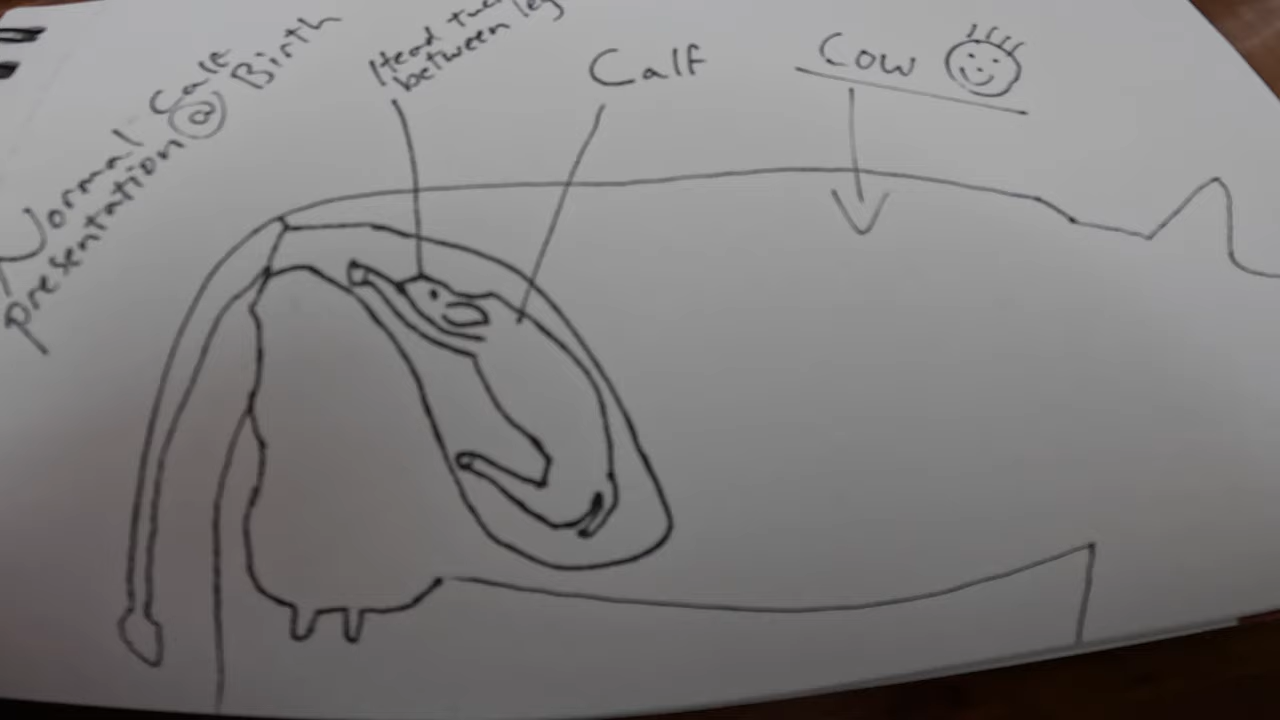 Normal Calf
presentation @ Birth
Head
between
Calf
Cow